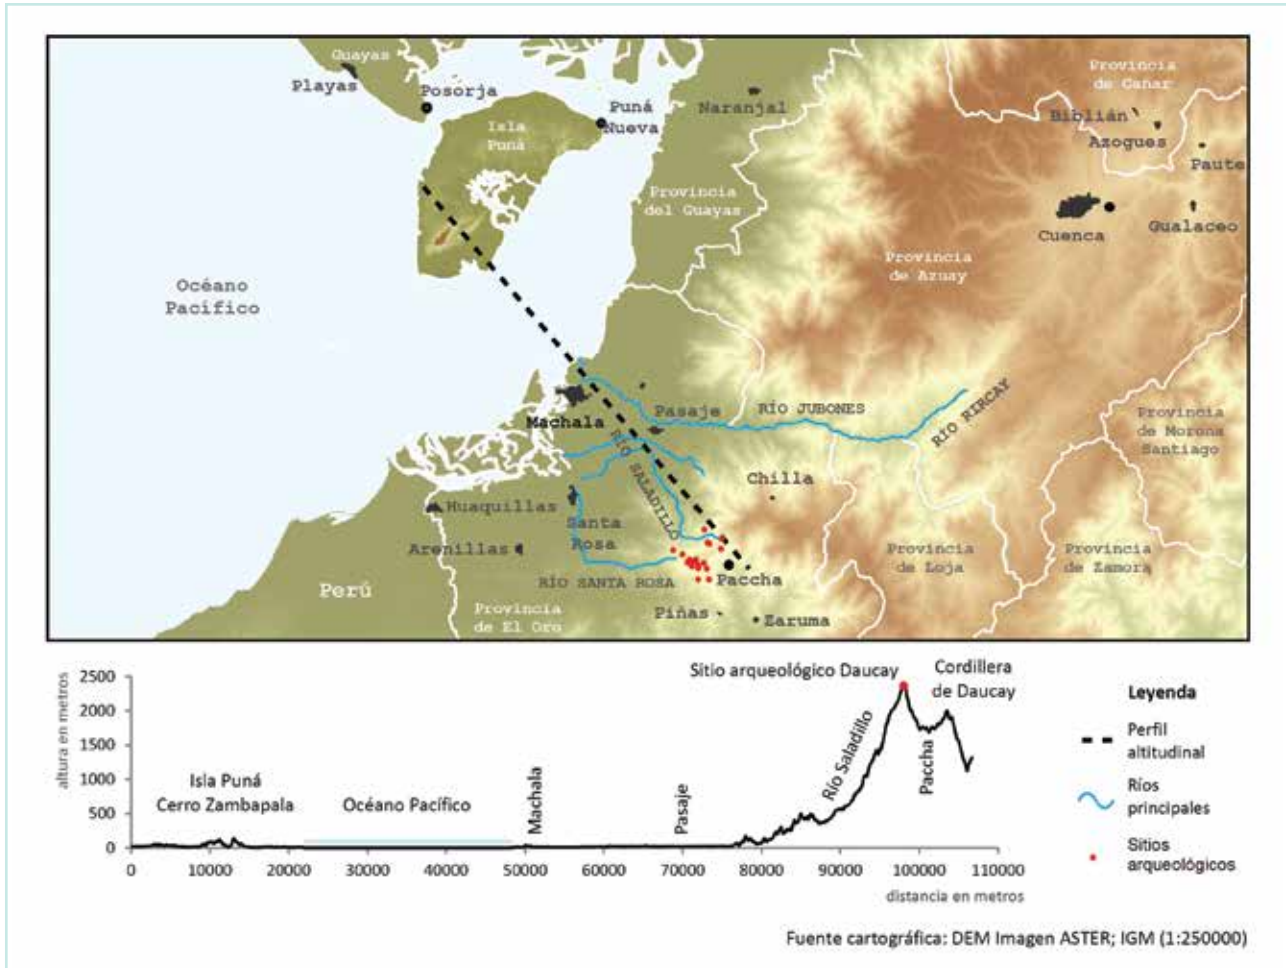 Guayas
Playas
Posorja
Puná
Nueva
Isla
Puná
Naranjal
Provincia
de Cañar
Biblián
Azogues
Paute
Provincia
del Guayas
Cuenca
Gualaceo
Provincia
de Azuay
Océano
Pacífico
Machala
Pasaje
RÍO JUBONES
RÍO RIRCAY
Provincia
de Morona
Santiago
RÍO SALADILLO
Chilla
Huaquillas
Santa
Rosa
Arenillas
RÍO SANTA ROSA
Paccha
Provincia
de Loja
Provincia
de Zamora
Perú
Provincia
de El Oro
Piñas
Zaruma
altura en metros
2500
2000
1500
1000
500
0
Isla Puná
Cerro Zambapala
Océano Pacífico
Machala
Pasaje
Río Saladillo
Sitio arqueológico Daucay
Paccha
Cordillera
de Daucay
0 10000 20000 30000 40000 50000 60000 70000 80000 90000 100000 110000
distancia en metros
Leyenda
Perfil
altitudinal
Ríos
principales
Sitios
arqueológicos
Fuente cartográfica: DEM Imagen ASTER; IGM (1:250000)